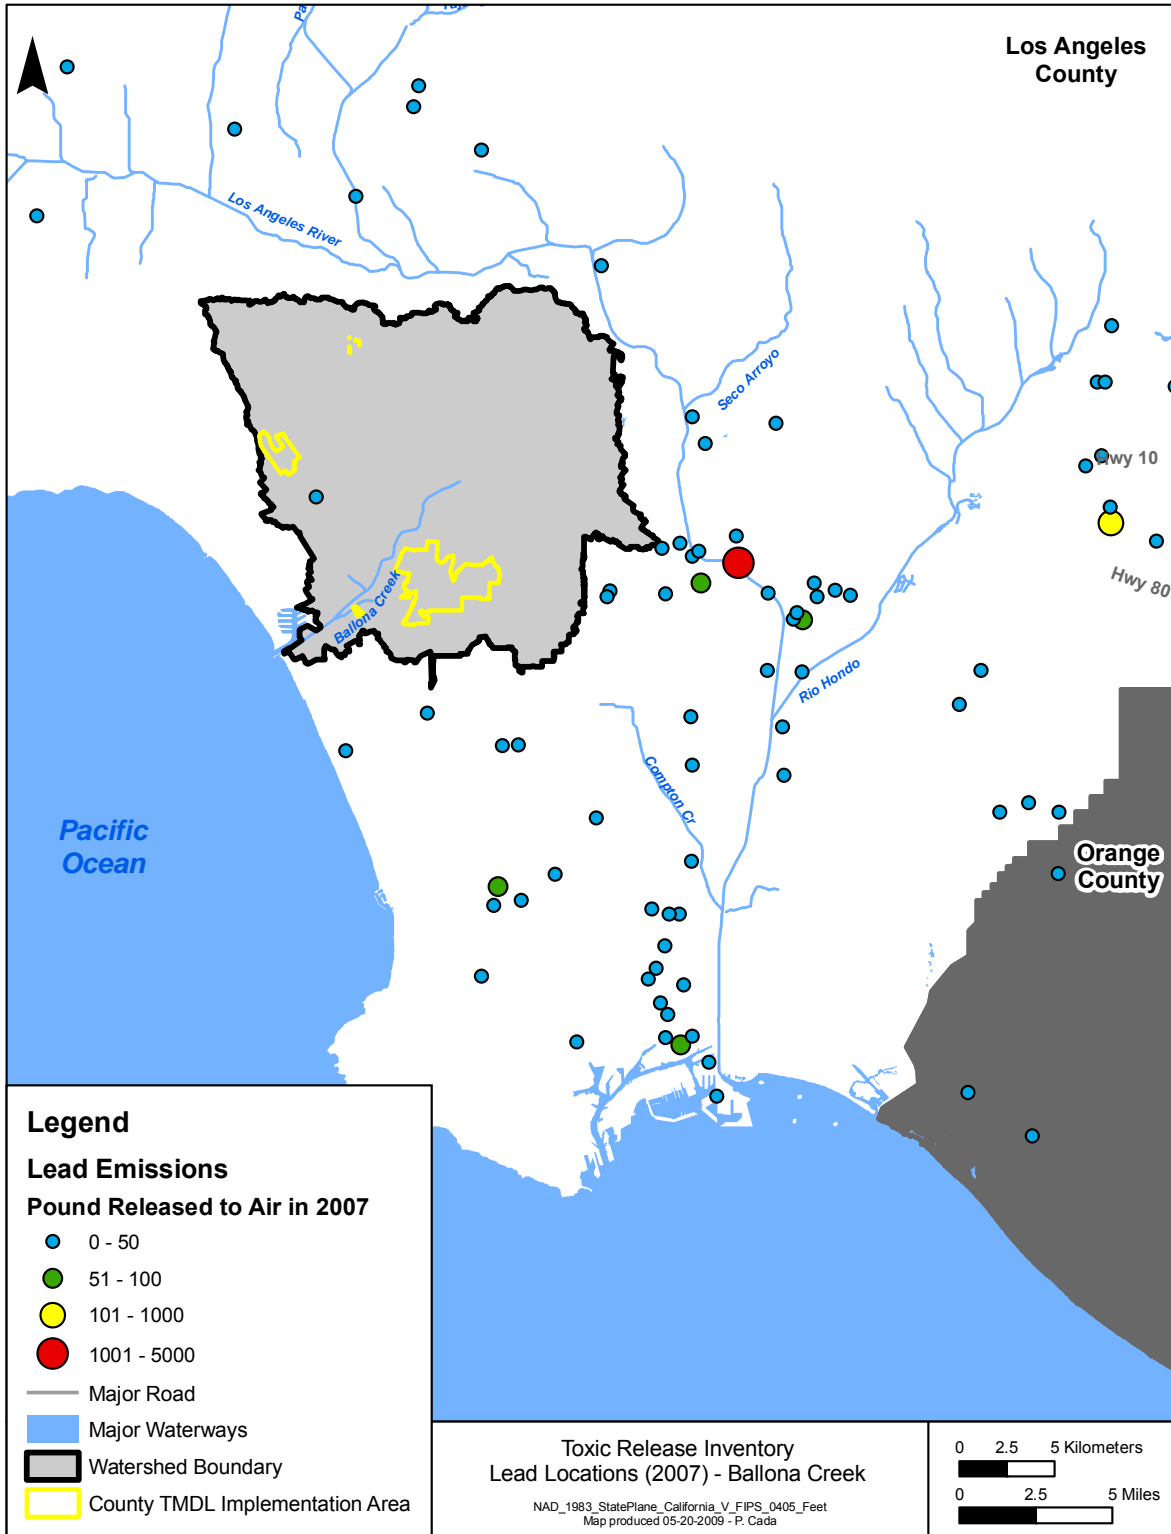 Los Angeles
County
Los Angeles River
Seco Arroyo
Hwy 10
Hwy 80
Ballona Creek
Rio Hondo
Compton Cr
Pacific
Ocean
Orange
County
Legend
Lead Emissions
Pound Released to Air in 2007
0 - 50
51 - 100
101 - 1000
1001 - 5000
Major Road
Major Waterways
Watershed Boundary
County TMDL Implementation Area
Toxic Release Inventory
Lead Locations (2007) - Ballona Creek
NAD_1983_StatePlane_California_V_FIPS_0405_Feet
Map produced 05-20-2009 - P. Cada
0 2.5 5 Kilometers
0 2.5 5 Miles